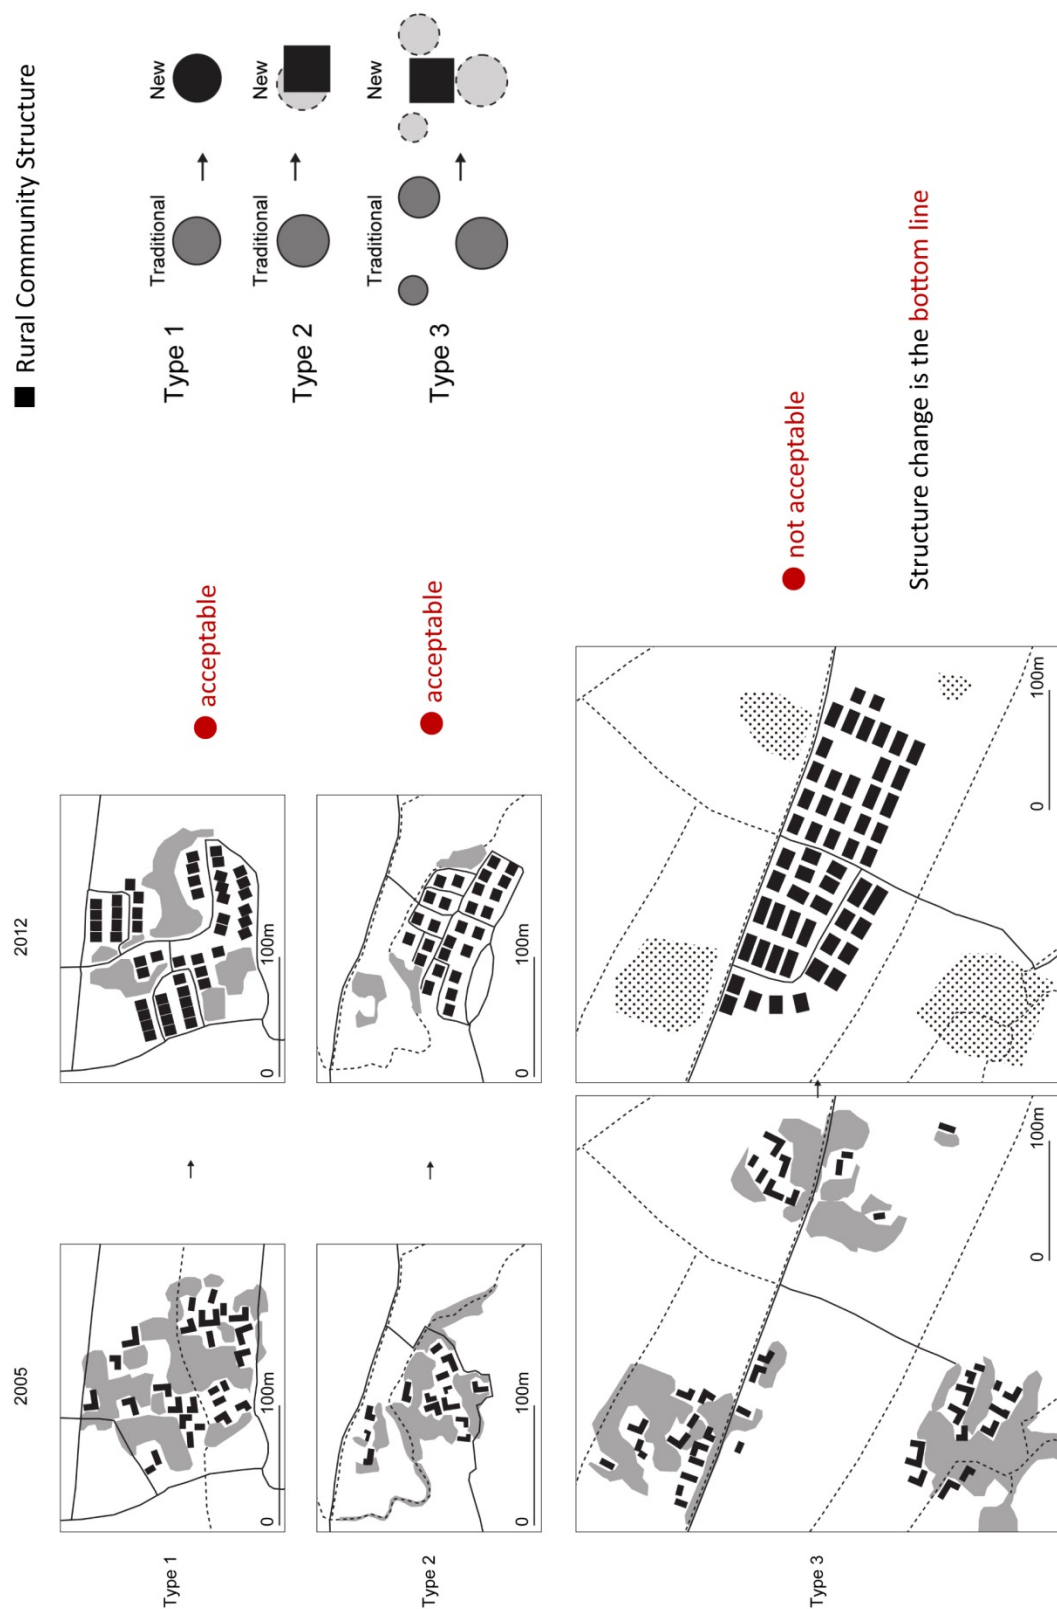 ■ Rural Community Structure
2005
2012
Type 1
0 100m
0 100m
acceptable
Type 1
Traditional
New
Type 2
0 100m
0 100m
acceptable
Type 2
Traditional
New
Type 3
0 100m
0 100m
not acceptable
Type 3
Traditional
New
Structure change is the bottom line